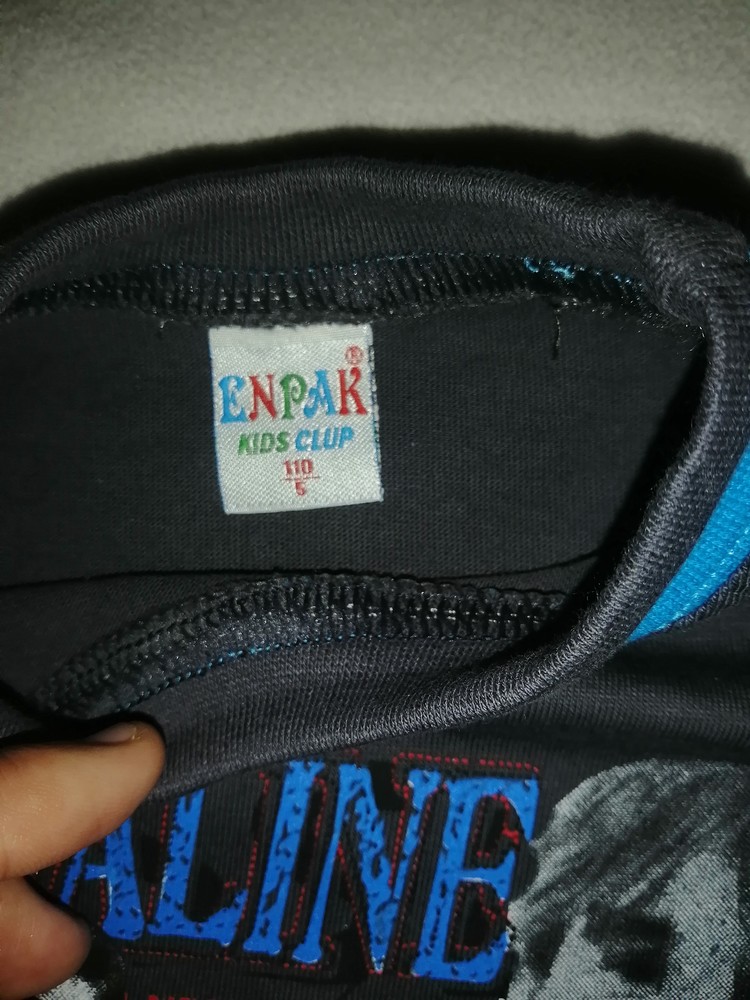 ®
ENPAK
KIDS CLUP
110
5
ALINE